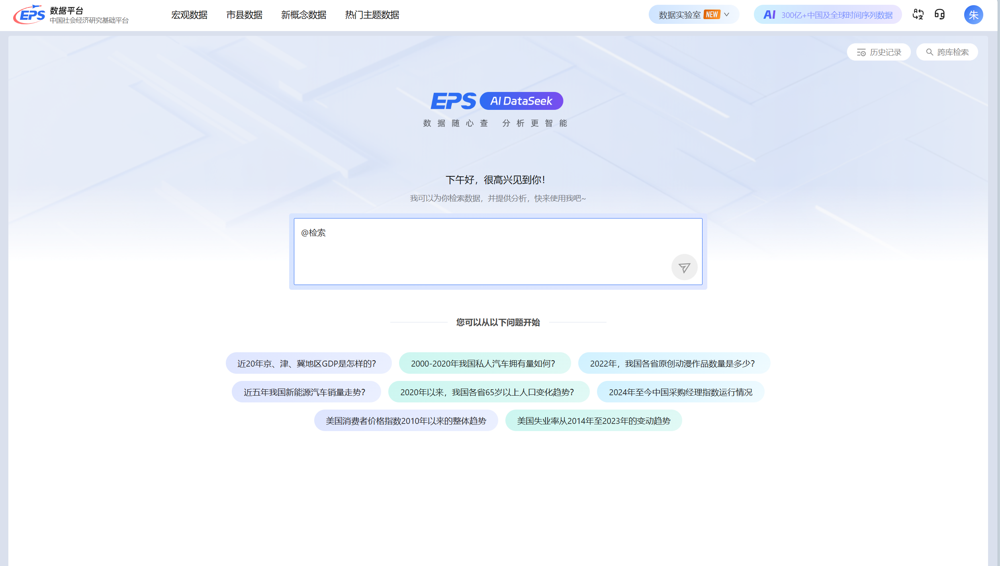 EPS 数据平台
中国社会经济研究基础平台
宏观数据 市县数据 新概念数据 热门主题数据
数据实验室 NEW
AI 300亿+中国及全球时间序列数据
朱
历史记录 跨库检索
EPS AI DataSeek
数据随心查 分析更智能
下午好，很高兴见到你！
我可以为你检索数据，并提供分析，快来使用我吧~
@检索
您可以从以下问题开始
近20年京、津、冀地区GDP是怎样的？ 2000-2020年我国私人汽车拥有量如何？ 2022年，我国各省原创动漫作品数量是多少？
近五年我国新能源汽车销量走势？ 2020年以来，我国各省65岁以上人口变化趋势？ 2024年至今中国采购经理指数运行情况
美国消费者价格指数2010年以来的整体趋势 美国失业率从2014年至2023年的变动趋势